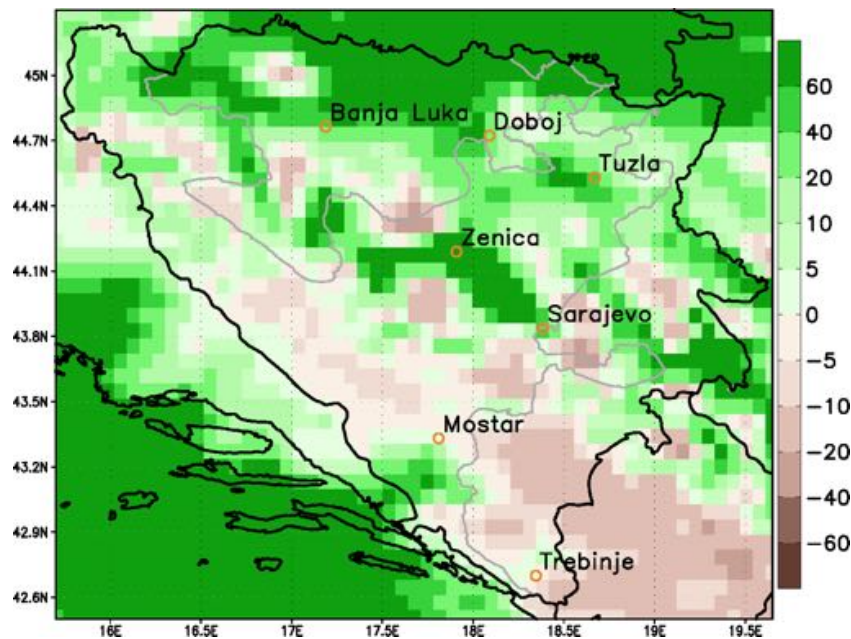 45N
44.7N
44.4N
44.1N
43.8N
43.5N
43.2N
42.9N
42.6N
16E
16.5E
17E
17.5E
18E
18.5E
19E
19.5E
Banja Luka
Doboj
Tuzla
Zenica
Sarajevo
Mostar
Trebinje
60
40
20
10
5
0
−5
−10
−20
−40
−60